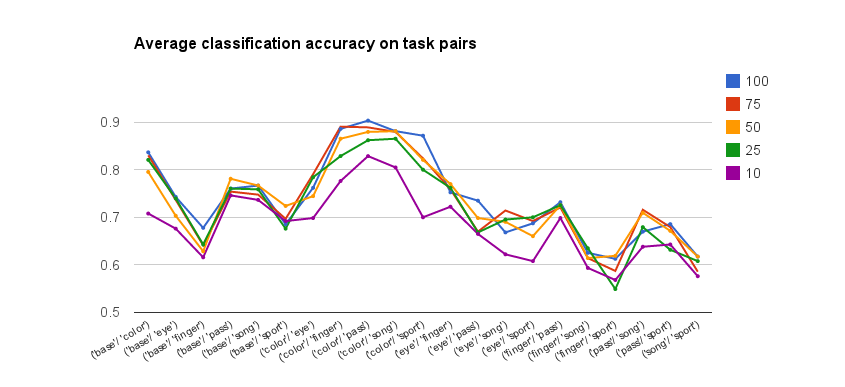 Average classification accuracy on task pairs
100
75
50
25
10
0.9
0.8
0.7
0.6
0.5
('base'/ 'color')
('base'/ 'eye')
('base'/ 'finger')
('base'/ 'pass')
('base'/ 'song')
('base'/ 'sport')
('color'/ 'eye')
('color'/ 'finger')
('color'/ 'pass')
('color'/ 'song')
('color'/ 'sport')
('eye'/ 'finger')
('eye'/ 'pass')
('eye'/ 'song')
('eye'/ 'sport')
('finger'/ 'pass')
('finger'/ 'song')
('finger'/ 'sport')
('pass'/ 'song')
('pass'/ 'sport')
('song'/ 'sport')